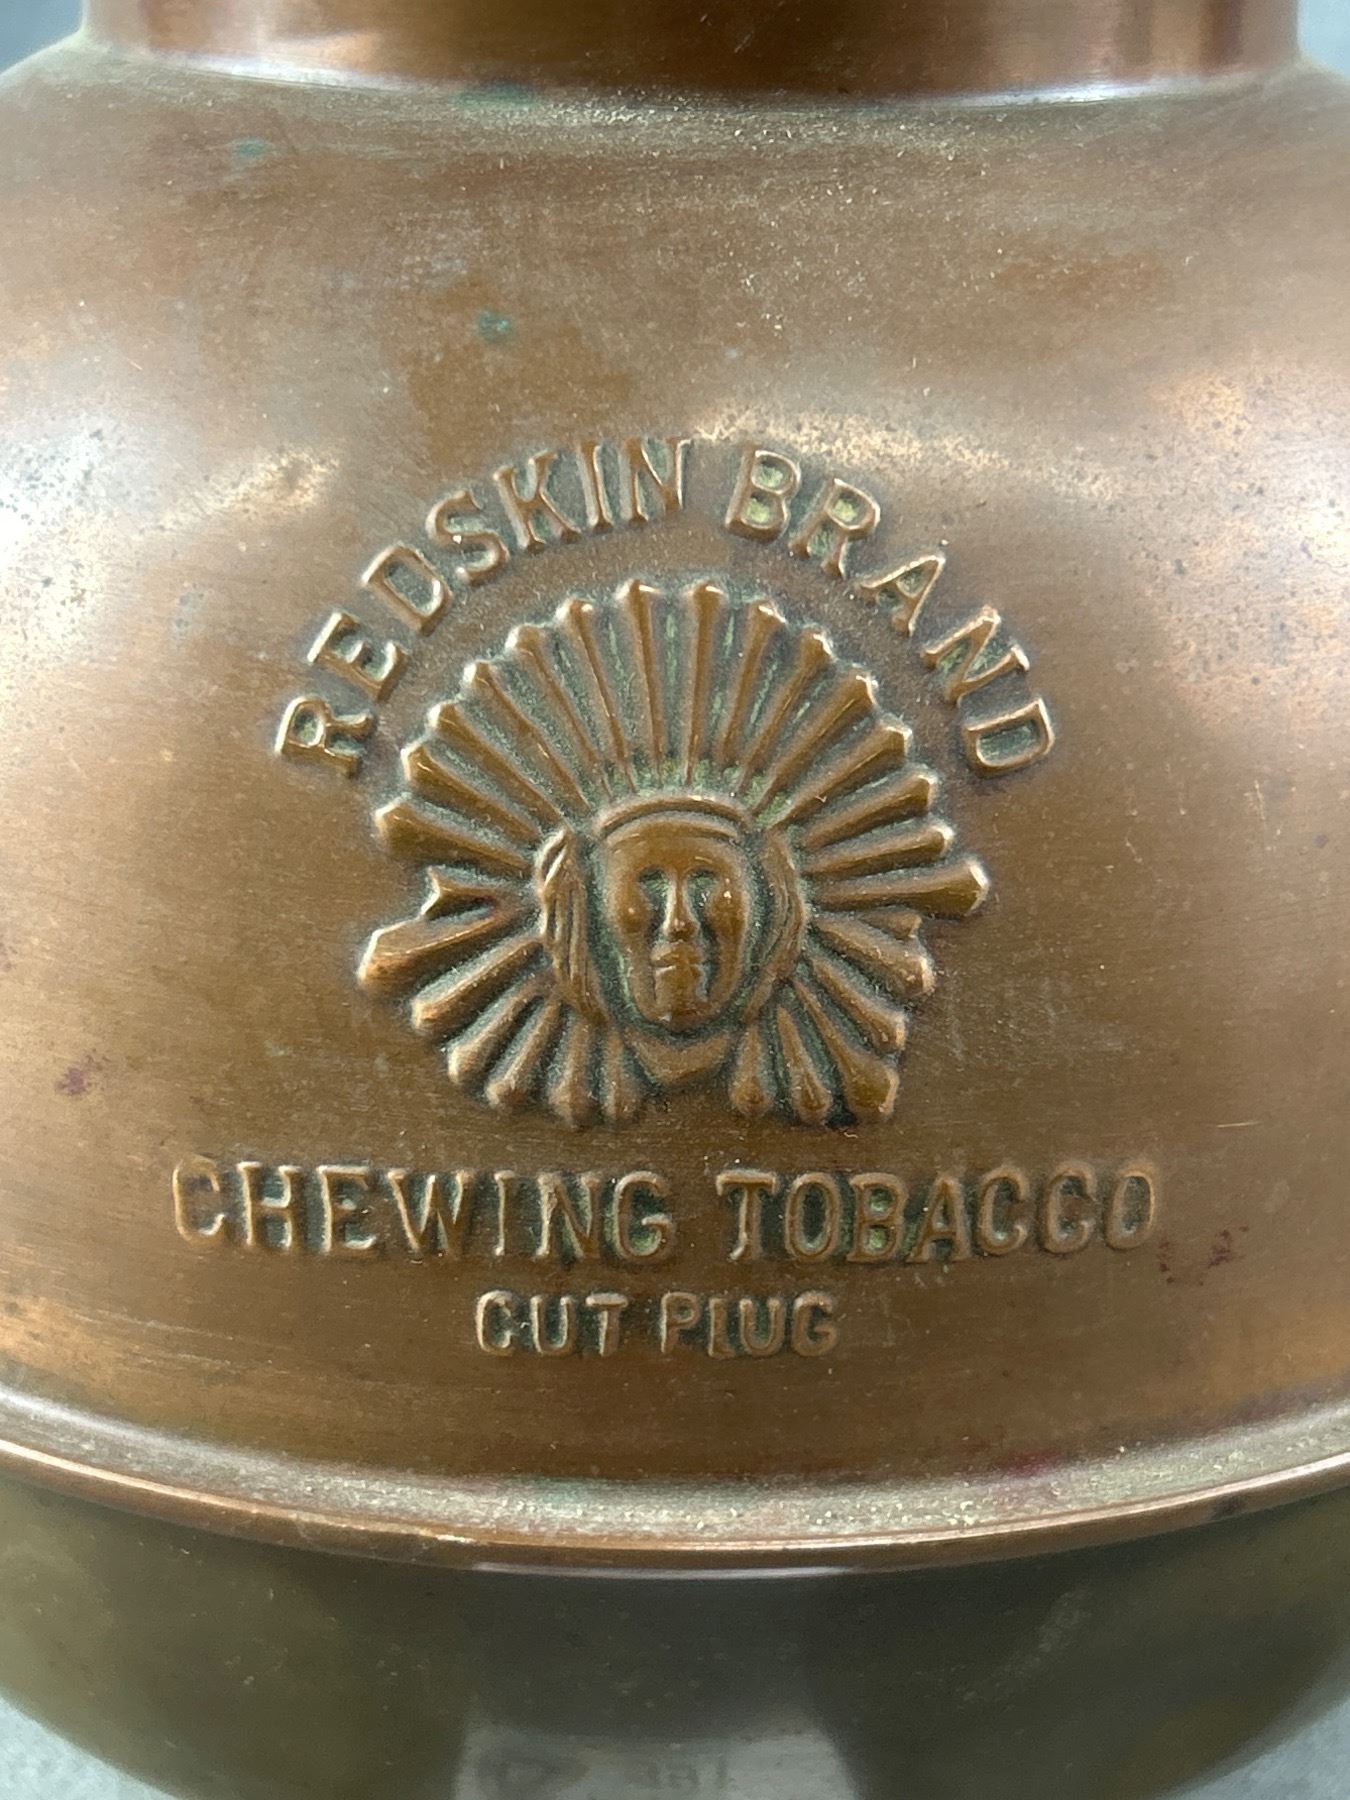 REDSKIN BRAND
CHEWING TOBACCO
CUT PLUG